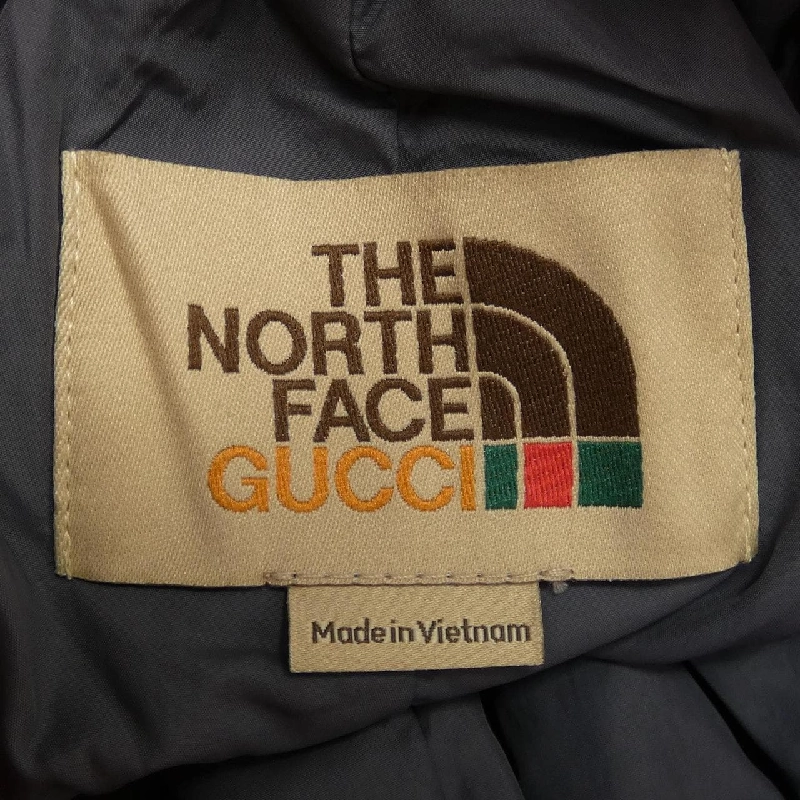 THE
NORTH
FACE
GUCCI
Made in Vietnam